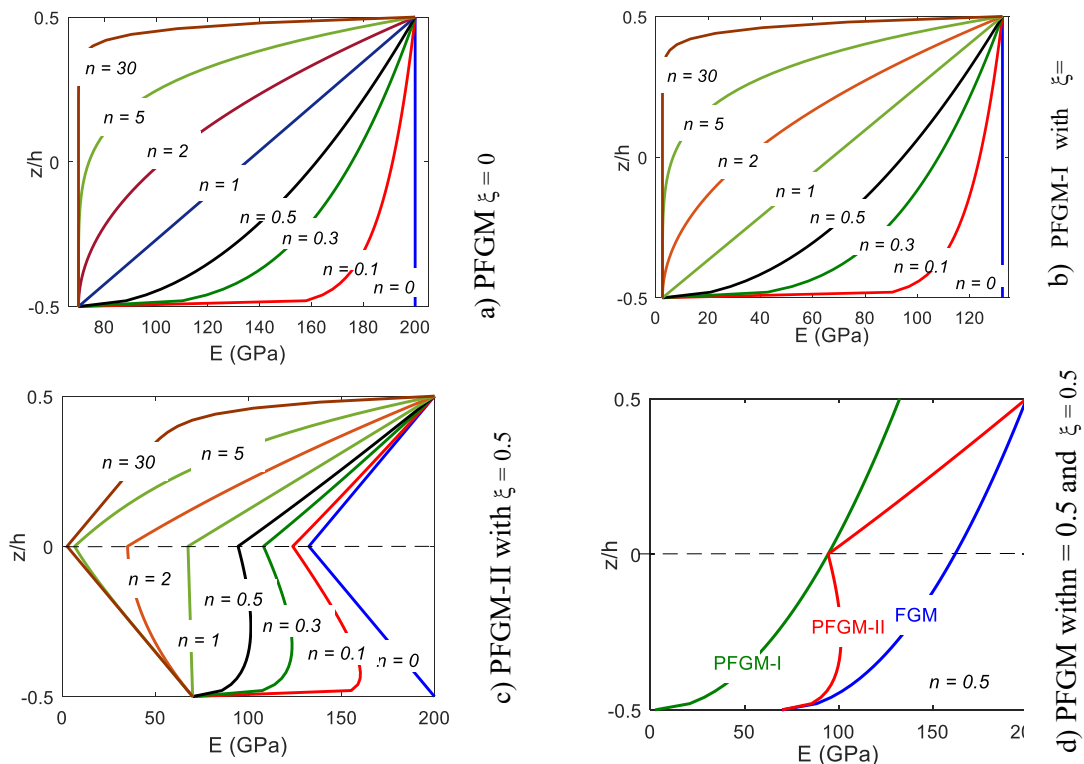 0.5
0
-0.5
z/h
n = 30
n = 5
n = 2
n = 1
n = 0.5
n = 0.3
n = 0.1
n = 0
80
100
120
140
160
180
200
E (GPa)
a) PFGM ξ = 0
0.5
0
-0.5
z/h
n = 30
n = 5
n = 2
n = 1
n = 0.5
n = 0.3
n = 0.1
n = 0
0
20
40
60
80
100
120
E (GPa)
b) PFGM-I with ξ=
0.5
0
-0.5
z/h
n = 30
n = 5
n = 2
n = 1
n = 0.5
n = 0.3
n = 0.1
.n = 0
0
50
100
150
200
E (GPa)
c) PFGM-II with ξ = 0.5
0.5
0
-0.5
z/h
PFGM-I
PFGM-II
FGM
n = 0.5
0
50
100
150
20
E (GPa)
d) PFGM withn = 0.5 and ξ = 0.5